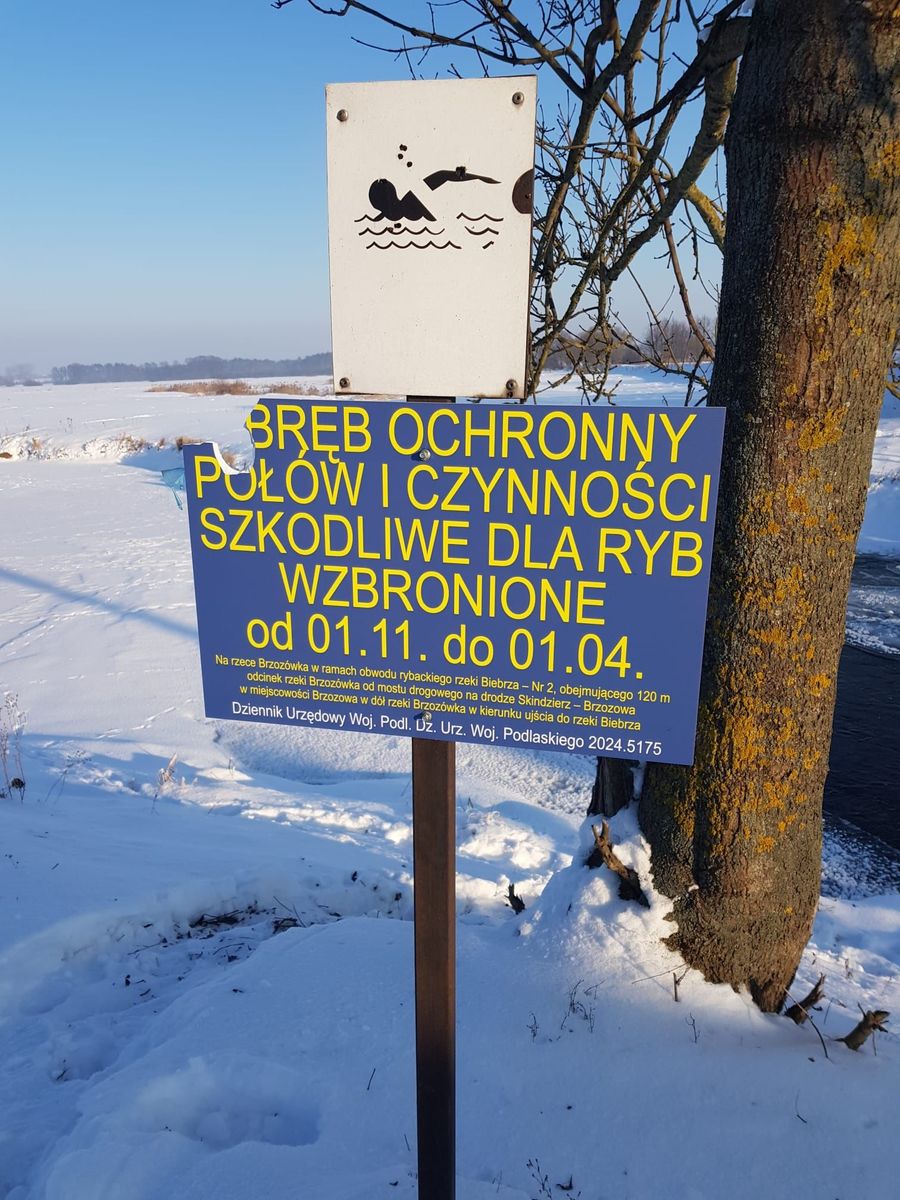 BRĘB OCHRONNY
POŁÓW I CZYNNOŚCI
SZKODLIWE DLA RYB
WZBRONIONE
od 01.11. do 01.04.
Na rzece Brzozówka w ramach obwodu rybackiego rzeki Biebrza – Nr 2, obejmującego 120 m
odcinek rzeki Brzozówka od mostu drogowego na drodze Skindzierz – Brzozowa
w miejscowości Brzozowa w dół rzeki Brzozówka w kierunku ujścia do rzeki Biebrza
Dziennik Urzędowy Woj. Podl. Dz. Urz. Woj. Podlaskiego 2024.5175